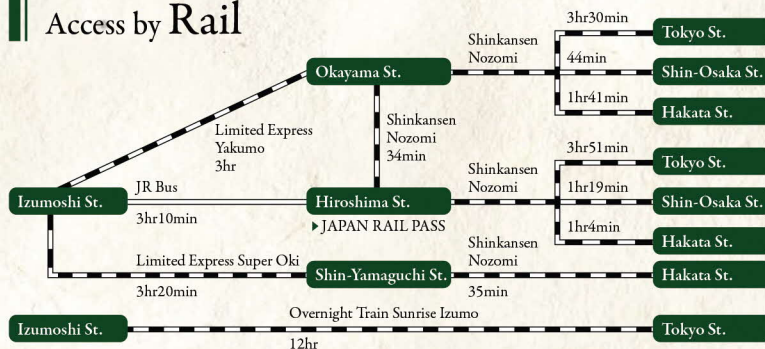 Access by Rail
3hr30min
Tokyo St.
Shinkansen
Nozomi
44min
Okayama St.
Shin-Osaka St.
1hr41min
Hakata St.
Shinkansen
Nozomi
34min
Limited Express
Yakumo
3hr
3hr51min
Tokyo St.
Shinkansen
Nozomi
1hr19min
JR Bus
Izumoshi St.
Hiroshima St.
Shin-Osaka St.
3hr10min
▶JAPAN RAIL PASS
1hr4min
Hakata St.
Shinkansen
Nozomi
Limited Express Super Oki
Shin-Yamaguchi St.
Hakata St.
3hr20min
35min
Overnight Train Sunrise Izumo
Izumoshi St.
Tokyo St.
12hr